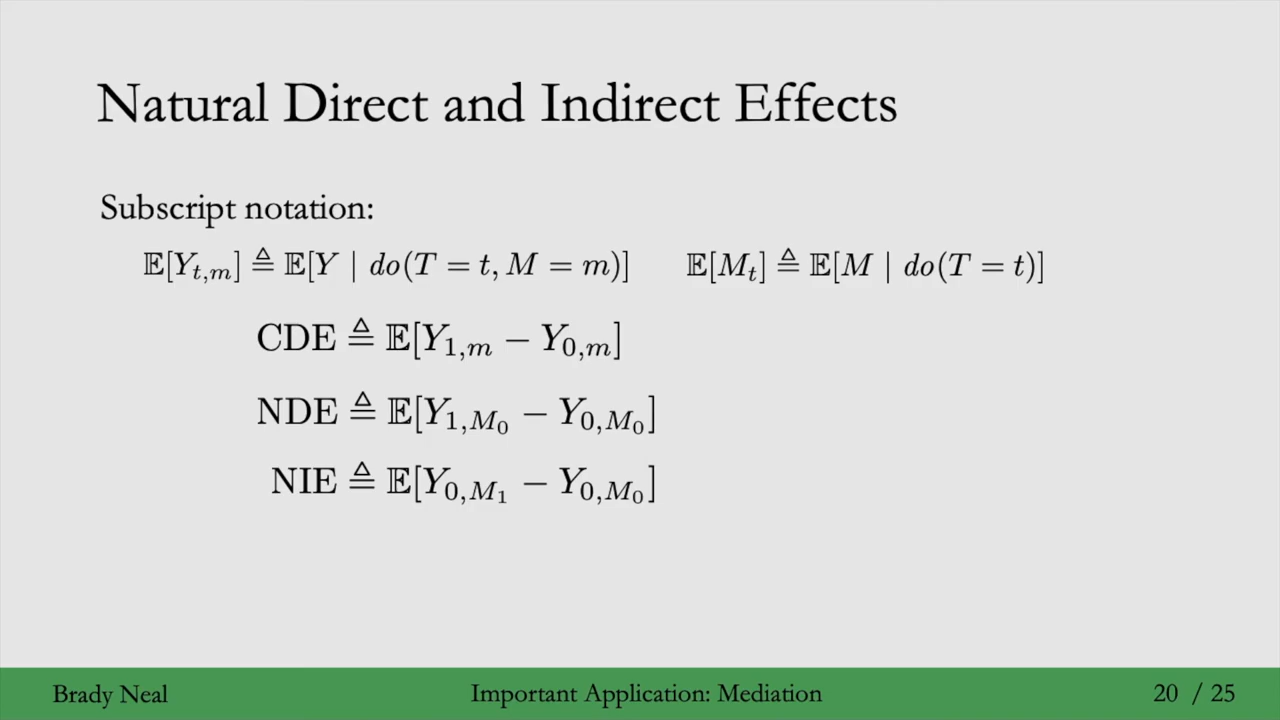 Natural Direct and Indirect Effects
Subscript notation:
𝔼[Y_{t,m}] ≜ 𝔼[Y | do(T = t, M = m)] 𝔼[M_t] ≜ 𝔼[M | do(T = t)]
CDE ≜ 𝔼[Y_{1,m} − Y_{0,m}]
NDE ≜ 𝔼[Y_{1,M_0} − Y_{0,M_0}]
NIE ≜ 𝔼[Y_{0,M_1} − Y_{0,M_0}]
Brady Neal Important Application: Mediation 20 / 25